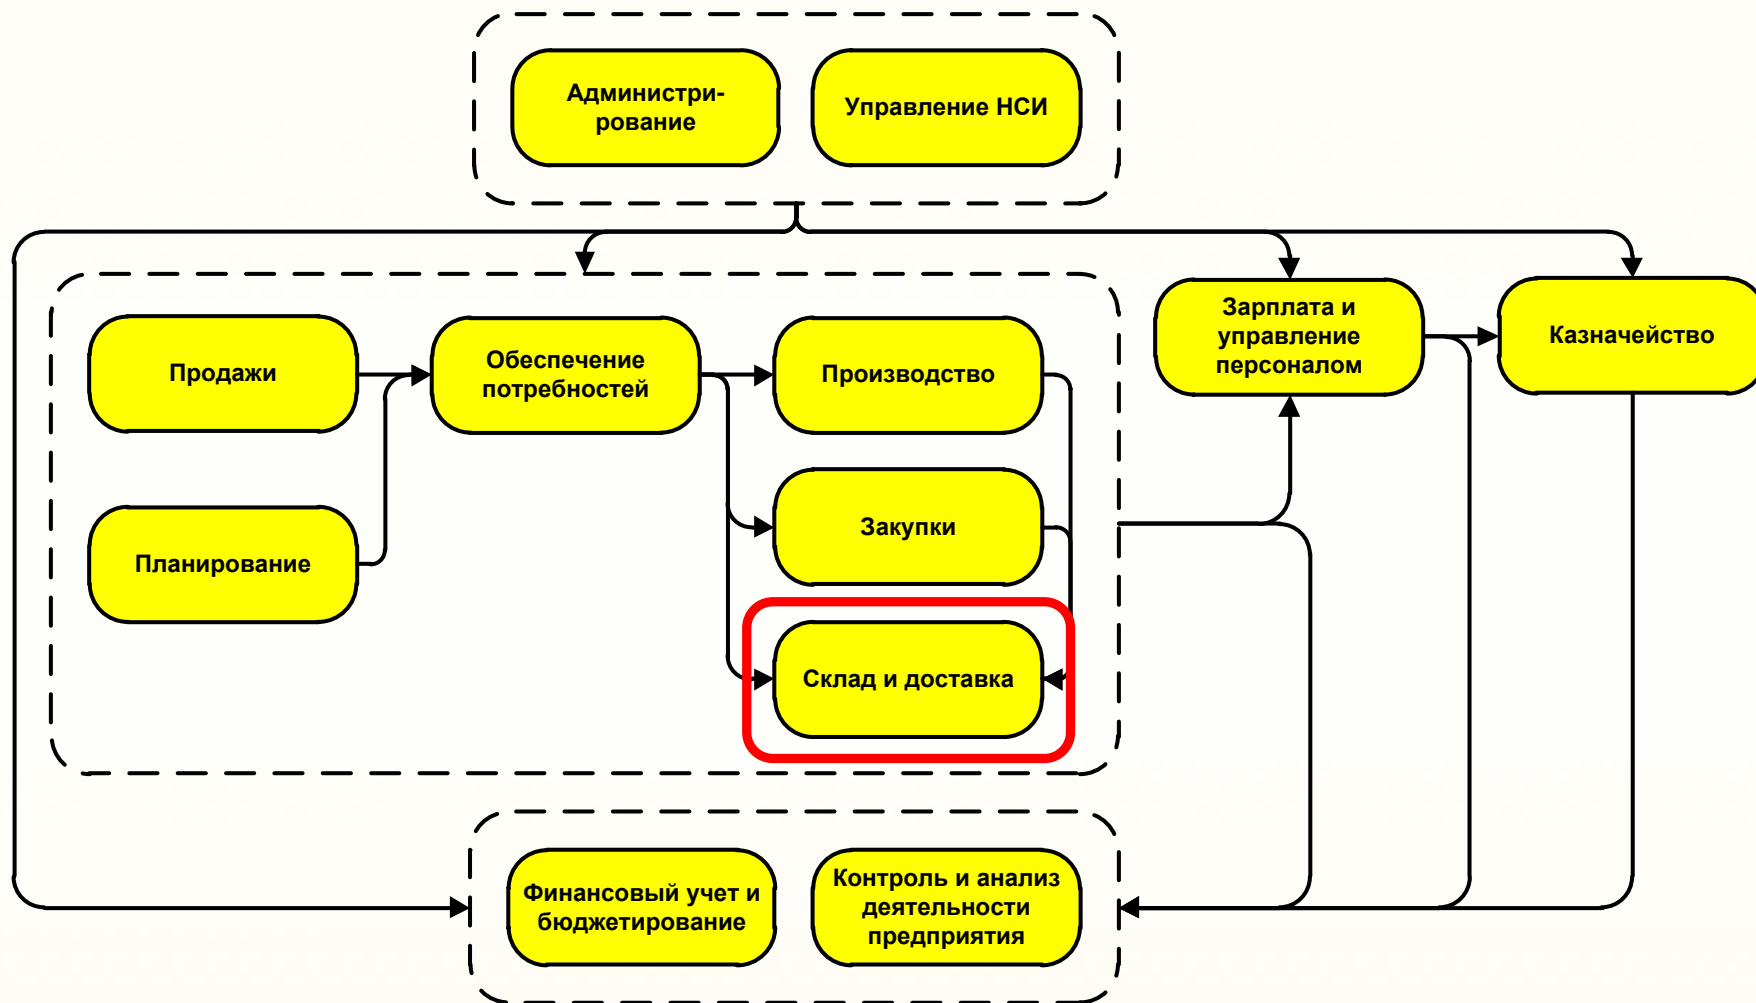 Администри-
рование
Управление НСИ
Продажи
Обеспечение
потребностей
Производство
Зарплата и
управление
персоналом
Казначейство
Планирование
Закупки
Склад и доставка
Финансовый учет и
бюджетирование
Контроль и анализ
деятельности
предприятия